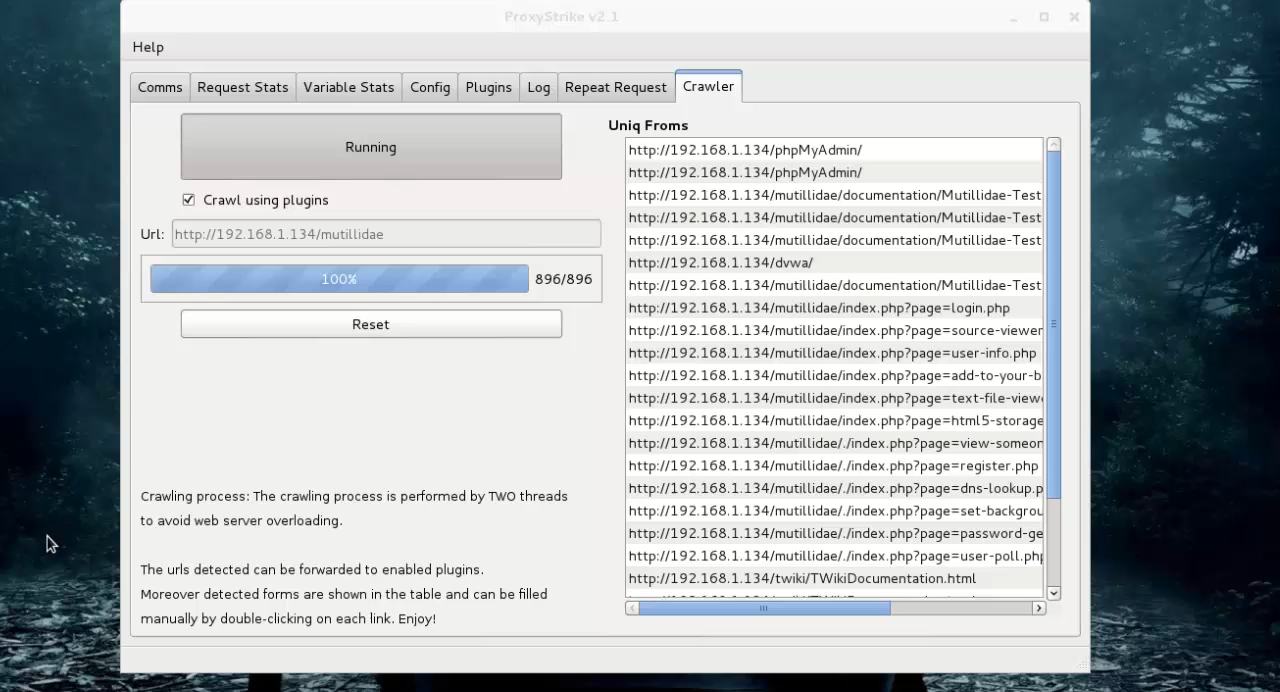 ProxyStrike v2.1
Help
Comms Request Stats Variable Stats Config Plugins Log Repeat Request Crawler
Running
Crawl using plugins
Url: http://192.168.1.134/mutillidae
100% 896/896
Reset
Crawling process: The crawling process is performed by TWO threads
to avoid web server overloading.
The urls detected can be forwarded to enabled plugins.
Moreover detected forms are shown in the table and can be filled
manually by double-clicking on each link. Enjoy!
Uniq Froms
http://192.168.1.134/phpMyAdmin/
http://192.168.1.134/phpMyAdmin/
http://192.168.1.134/mutillidae/documentation/Mutillidae-Test
http://192.168.1.134/mutillidae/documentation/Mutillidae-Test
http://192.168.1.134/mutillidae/documentation/Mutillidae-Test
http://192.168.1.134/dvwa/
http://192.168.1.134/mutillidae/documentation/Mutillidae-Test
http://192.168.1.134/mutillidae/index.php?page=login.php
http://192.168.1.134/mutillidae/index.php?page=source-viewer
http://192.168.1.134/mutillidae/index.php?page=user-info.php
http://192.168.1.134/mutillidae/index.php?page=add-to-your-b
http://192.168.1.134/mutillidae/index.php?page=text-file-viewe
http://192.168.1.134/mutillidae/index.php?page=html5-storage
http://192.168.1.134/mutillidae/./index.php?page=view-someon
http://192.168.1.134/mutillidae/./index.php?page=register.php
http://192.168.1.134/mutillidae/./index.php?page=dns-lookup.p
http://192.168.1.134/mutillidae/./index.php?page=set-backgrou
http://192.168.1.134/mutillidae/./index.php?page=password-ge
http://192.168.1.134/mutillidae/./index.php?page=user-poll.php
http://192.168.1.134/twiki/TWikiDocumentation.html